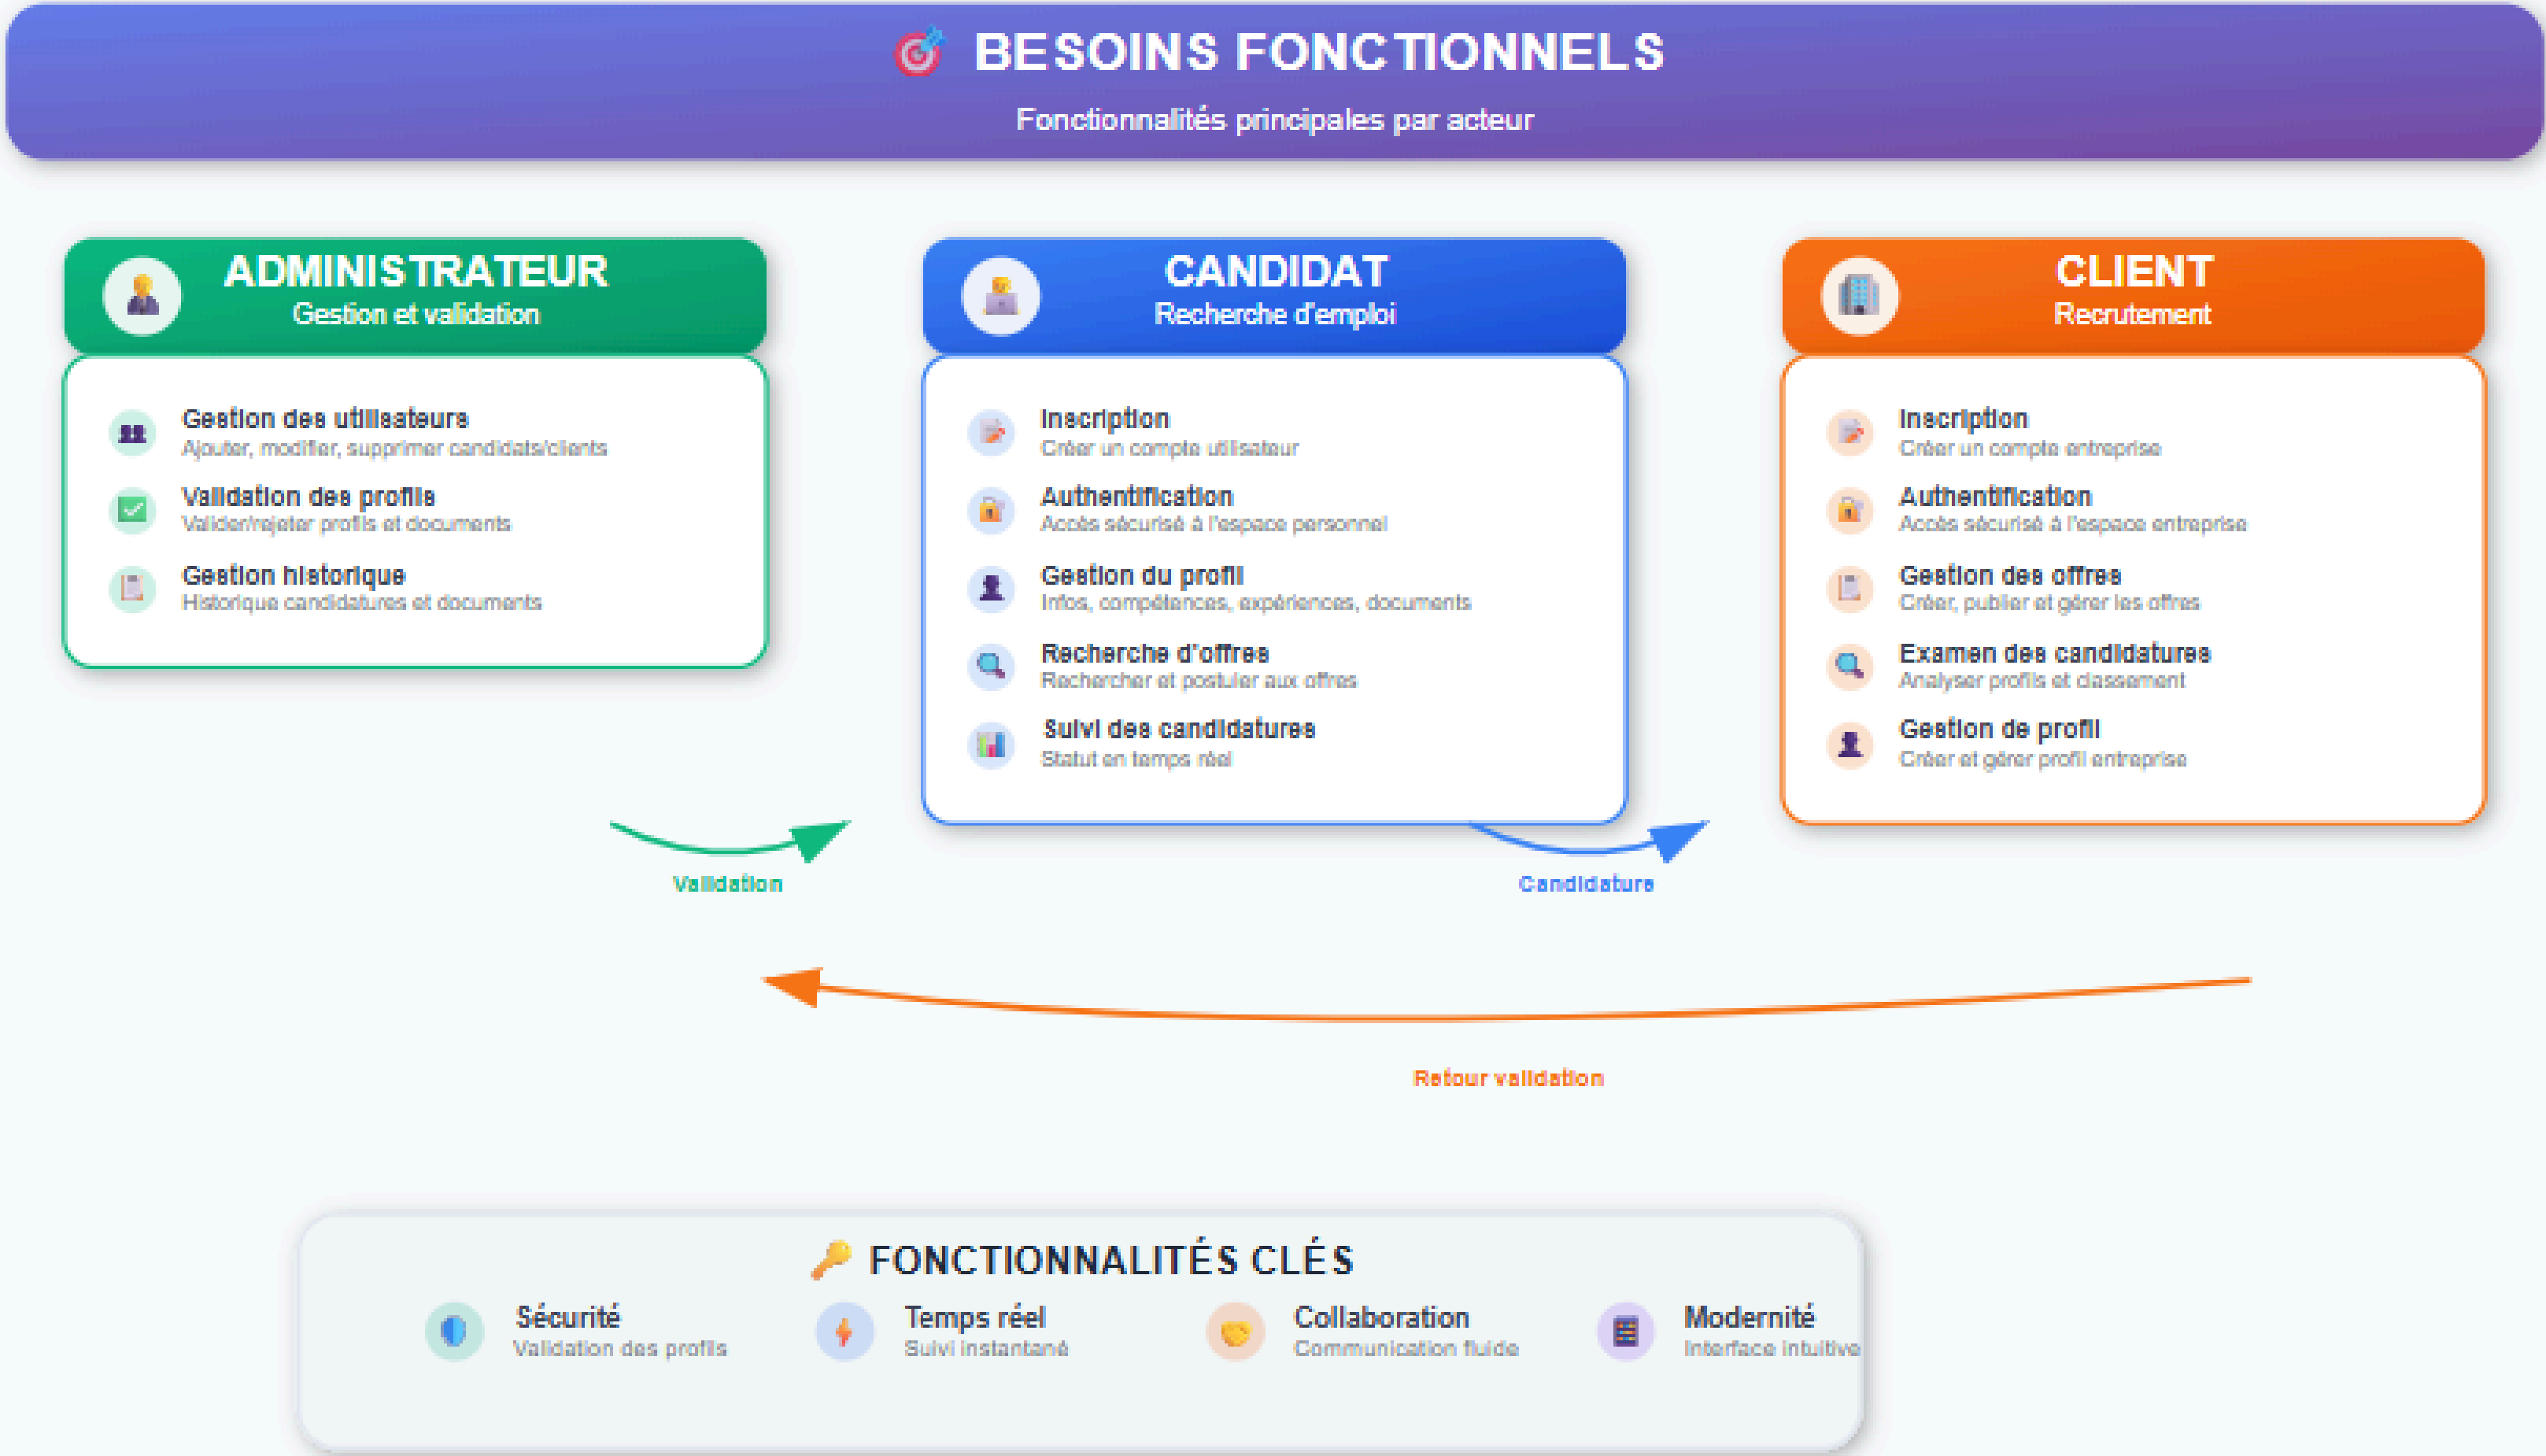 BESOINS FONCTIONNELS
Fonctionnalités principales par acteur
ADMINISTRATEUR
Gestion et validation
Gestion des utilisateurs
Ajouter, modifier, supprimer candidats/clients
Validation des profils
Valider/rejeter profils et documents
Gestion historique
Historique candidatures et documents
CANDIDAT
Recherche d'emploi
Inscription
Créer un compte utilisateur
Authentification
Accès sécurisé à l'espace personnel
Gestion du profil
Infos, compétences, expériences, documents
Recherche d'offres
Rechercher et postuler aux offres
Suivi des candidatures
Statut en temps réel
CLIENT
Recrutement
Inscription
Créer un compte entreprise
Authentification
Accès sécurisé à l'espace entreprise
Gestion des offres
Créer, publier et gérer les offres
Examen des candidatures
Analyser profils et classement
Gestion de profil
Créer et gérer profil entreprise
Validation
Candidature
Retour validation
FONCTIONNALITÉS CLÉS
Sécurité
Validation des profils
Temps réel
Suivi instantané
Collaboration
Communication fluide
Modernité
Interface intuitive